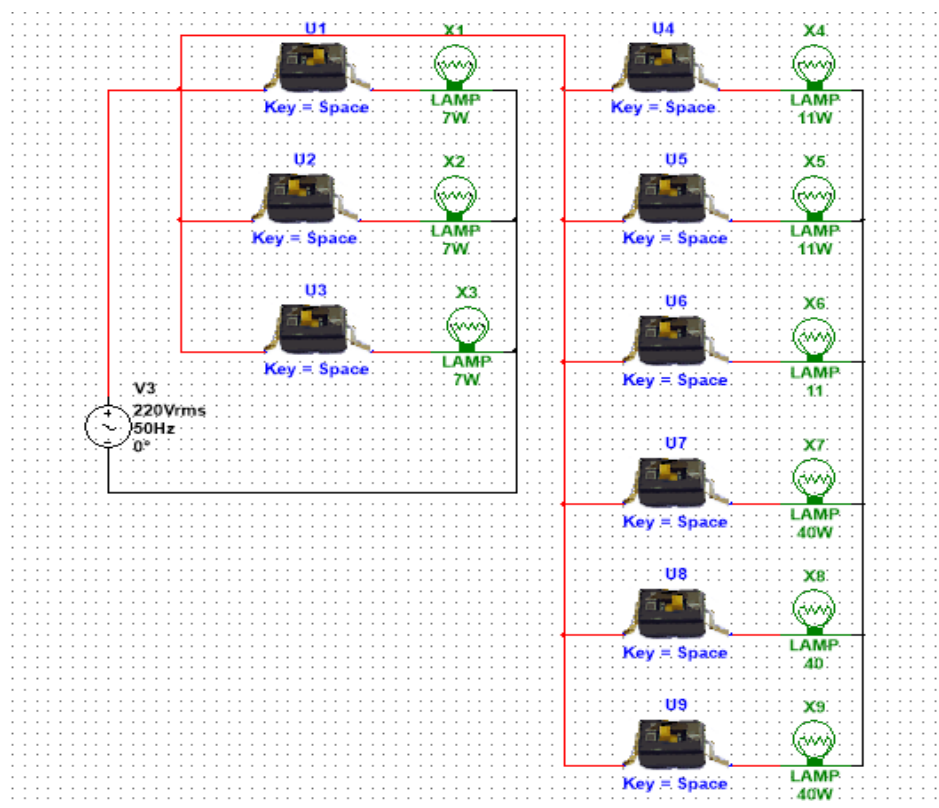 U1
Key = Space
X1
LAMP
7W
U4
Key = Space
X4
LAMP
11W
U2
Key = Space
X2
LAMP
7W
U5
Key = Space
X5
LAMP
11W
U3
Key = Space
X3
LAMP
7W
U6
Key = Space
X6
LAMP
11
V3
220Vrms
50Hz
0°
U7
Key = Space
X7
LAMP
40W
U8
Key = Space
X8
LAMP
40
U9
Key = Space
X9
LAMP
40W